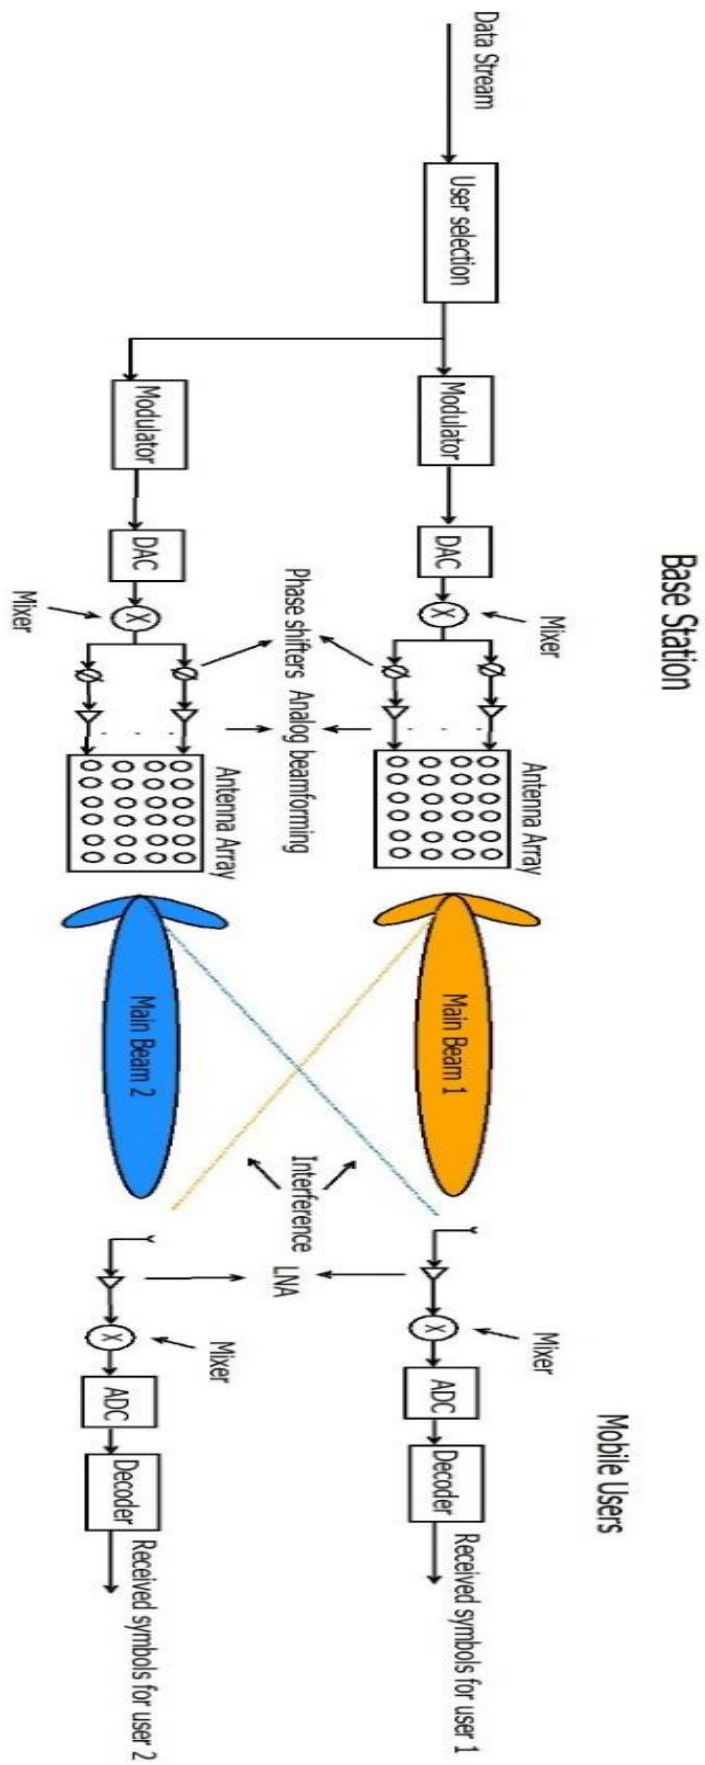 Base Station
Mobile Users
Data Stream
User selection
Modulator
DAC
X
Mixer
Antenna Array
Main Beam 1
X
Mixer
ADC
Decoder
Received symbols for user 1
Phase shifters
Analog beamforming
Interference
LNA
Modulator
DAC
X
Mixer
Antenna Array
Main Beam 2
X
Mixer
ADC
Decoder
Received symbols for user 2